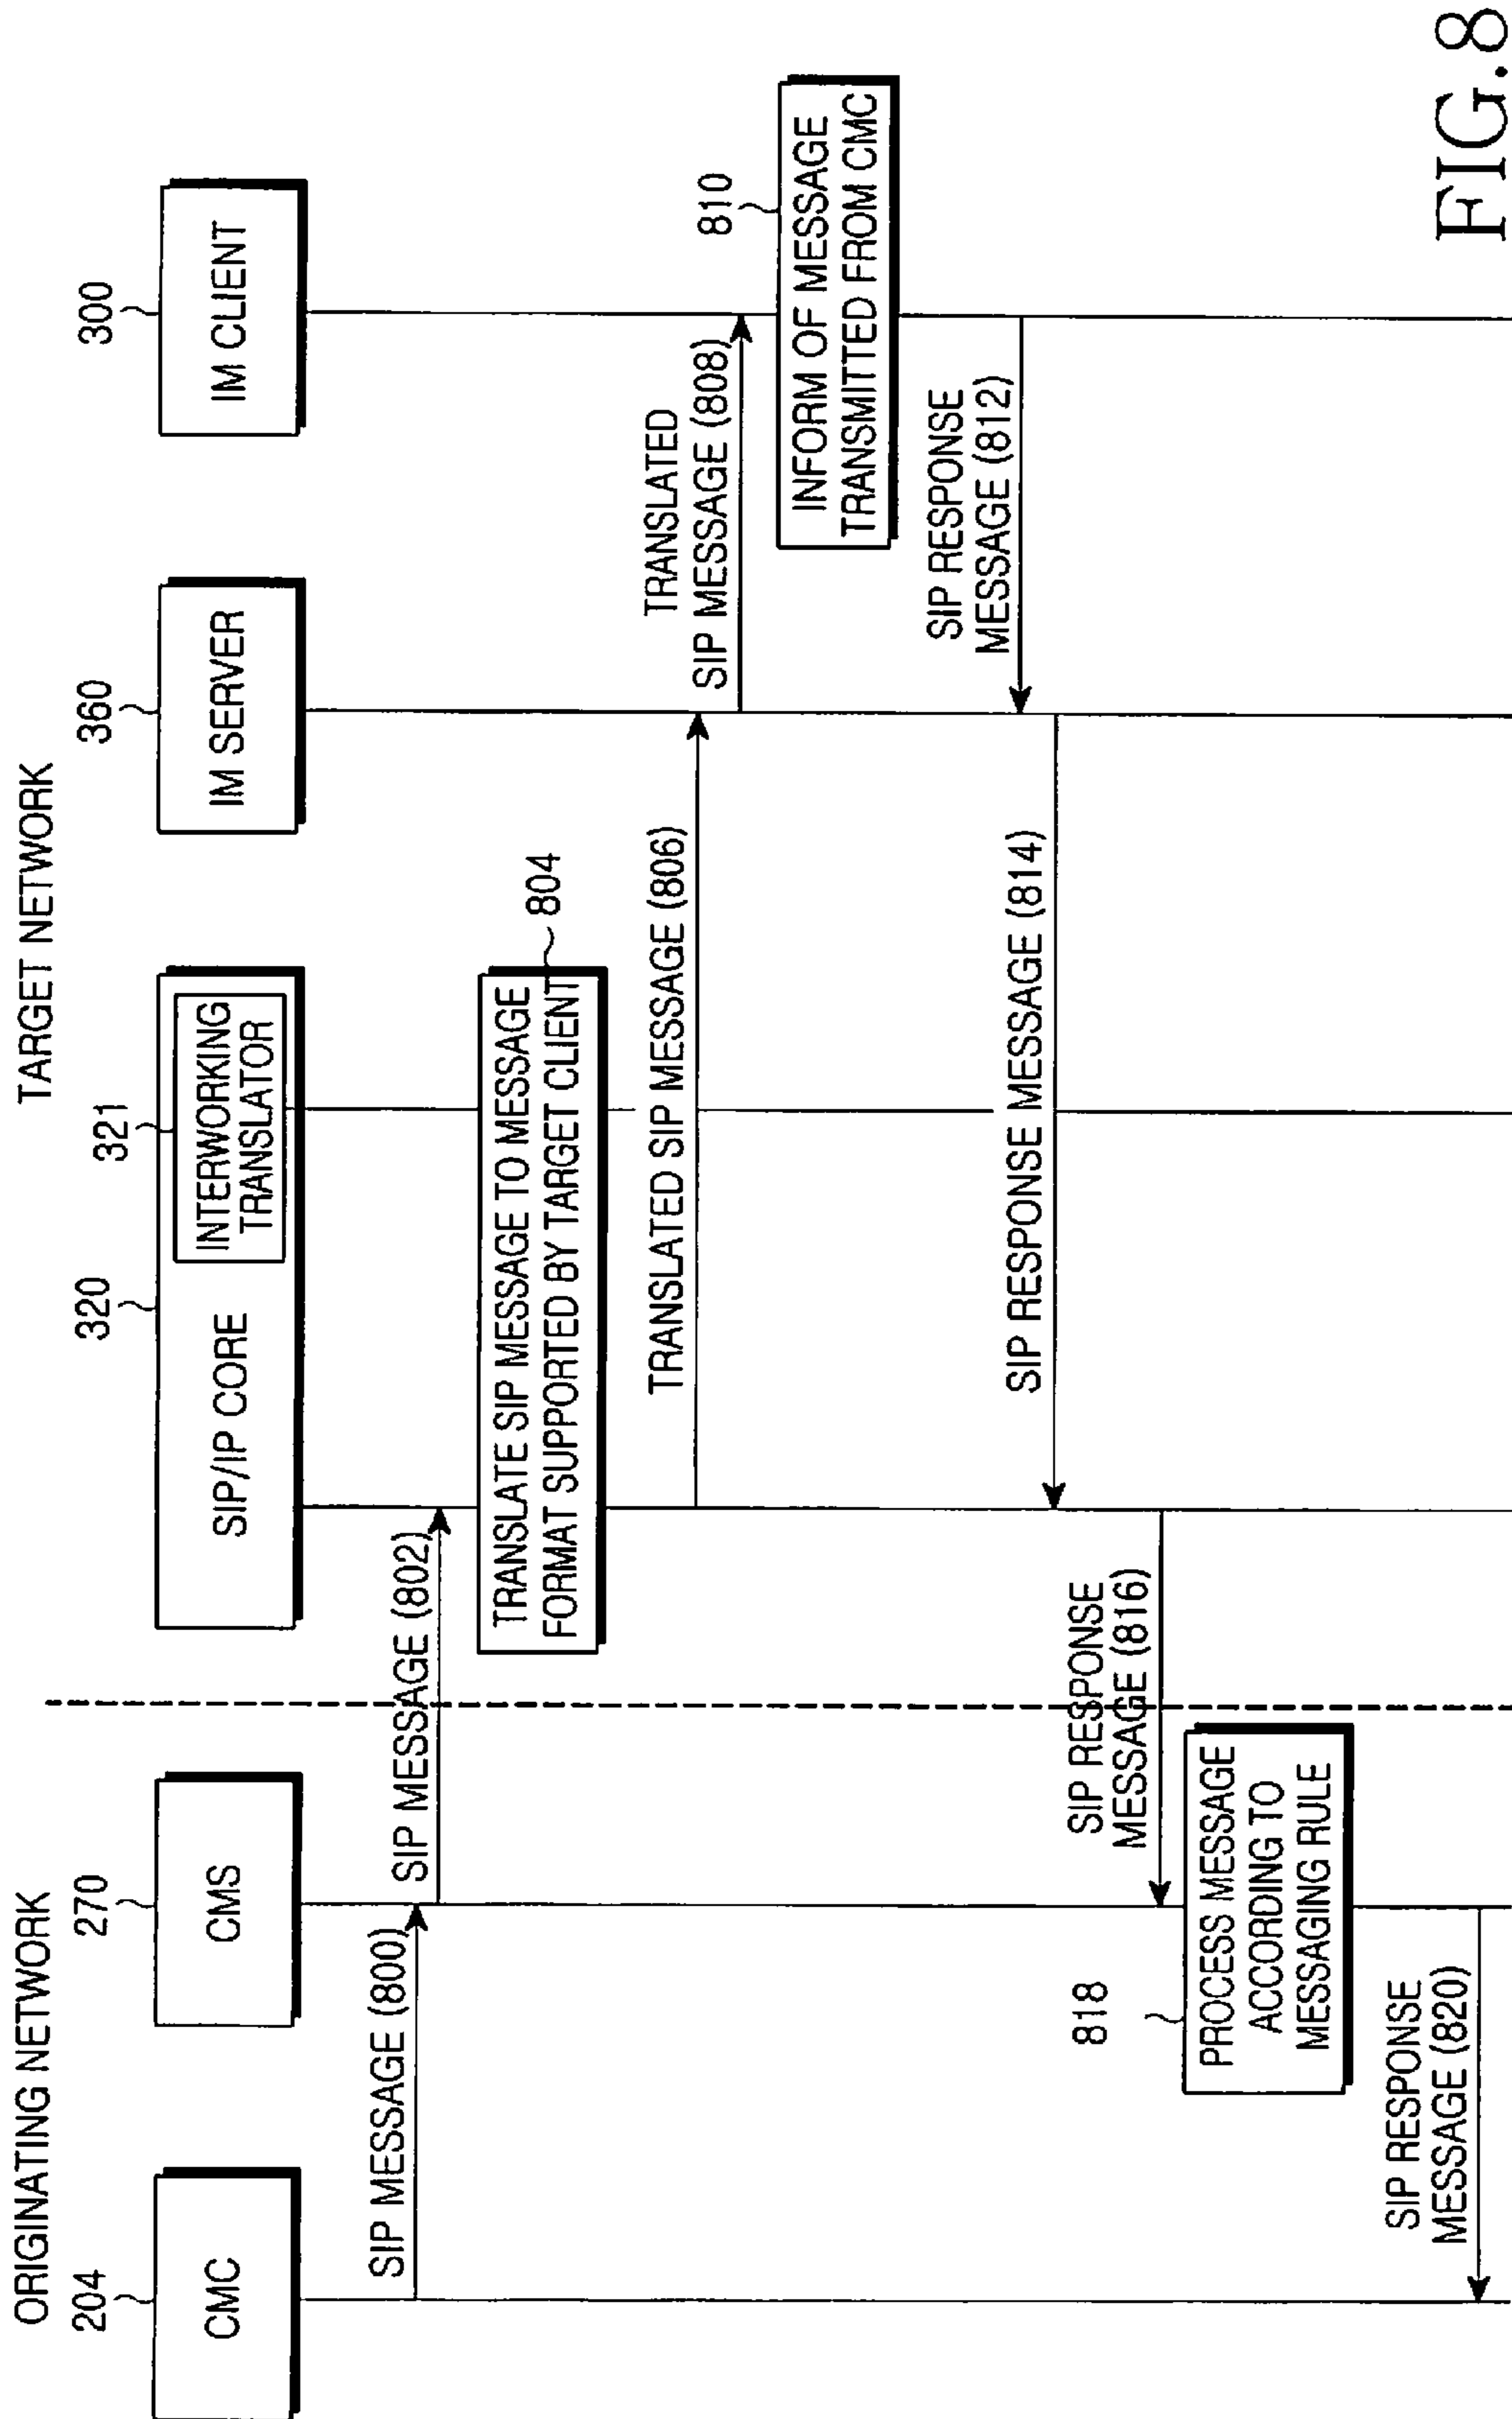 ORIGINATING NETWORK
TARGET NETWORK
204
270
320
321
360
300
CMC
CMS
SIP/IP CORE
INTERWORKING
TRANSLATOR
IM SERVER
IM CLIENT
SIP MESSAGE (800)
SIP MESSAGE (802)
804
TRANSLATE SIP MESSAGE TO MESSAGE
FORMAT SUPPORTED BY TARGET CLIENT
TRANSLATED SIP MESSAGE (806)
TRANSLATED
SIP MESSAGE (808)
810
INFORM OF MESSAGE
TRANSMITTED FROM CMC
SIP RESPONSE
MESSAGE (812)
SIP RESPONSE MESSAGE (814)
SIP RESPONSE
MESSAGE (816)
818
PROCESS MESSAGE
ACCORDING TO
MESSAGING RULE
SIP RESPONSE
MESSAGE (820)
FIG.8